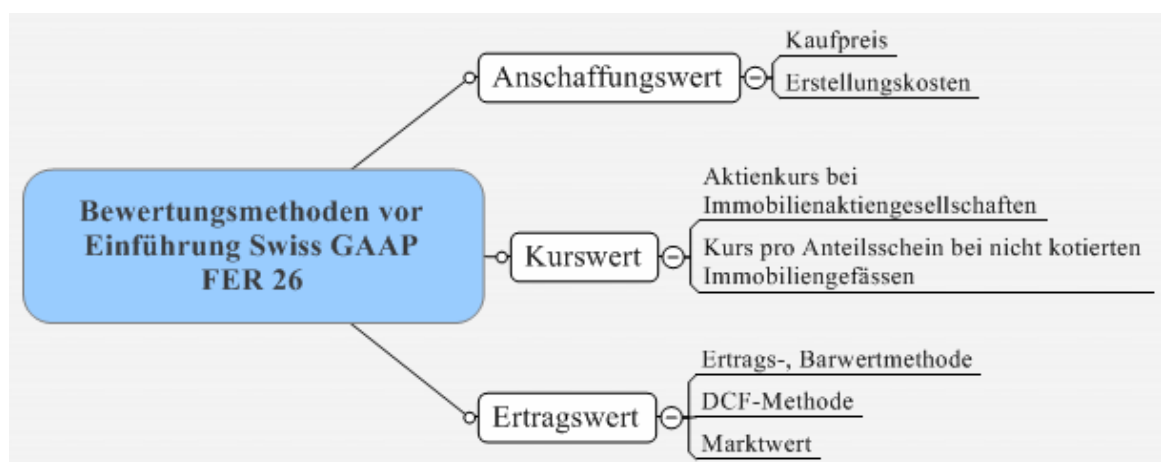 Kaufpreis
Anschaffungswert
Erstellungskosten
Bewertungsmethoden vor
Einführung Swiss GAAP
FER 26
Aktienkurs bei
Immobilienaktiengesellschaften
Kurswert
Kurs pro Anteilsschein bei nicht kotierten
Immobiliengefässen
Ertrags-, Barwertmethode
Ertragswert
DCF-Methode
Marktwert